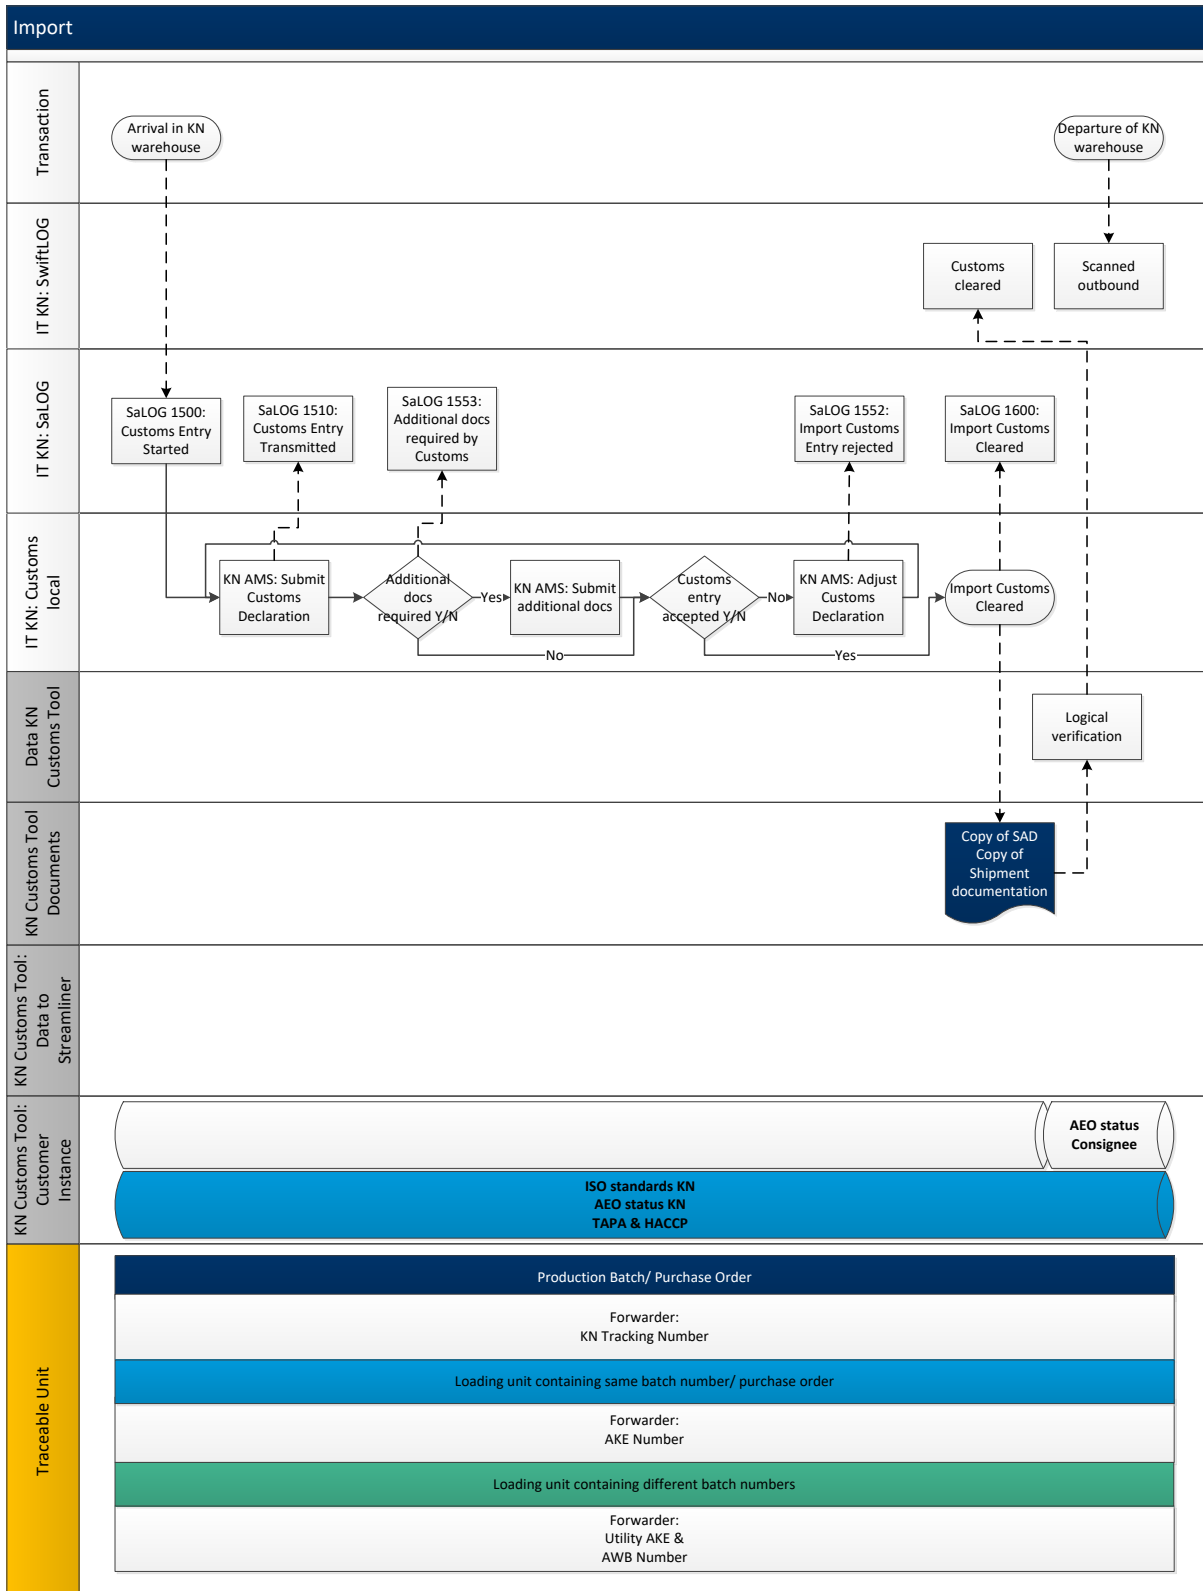 Import
Transaction
Arrival in KN
warehouse
Departure of KN
warehouse
IT KN: SwiftLOG
Customs
cleared
Scanned
outbound
IT KN: SaLOG
SaLOG 1500:
Customs Entry
Started
SaLOG 1510:
Customs Entry
Transmitted
SaLOG 1553:
Additional docs
required by
Customs
SaLOG 1552:
Import Customs
Entry rejected
SaLOG 1600:
Import Customs
Cleared
IT KN: Customs
local
KN AMS: Submit
Customs
Declaration
Additional
docs
required Y/N
Yes
No
KN AMS: Submit
additional docs
Customs
entry
accepted Y/N
No
Yes
KN AMS: Adjust
Customs
Declaration
Import Customs
Cleared
Data KN
Customs Tool
Logical
verification
KN Customs Tool
Documents
Copy of SAD
Copy of
Shipment
documentation
KN Customs Tool:
Data to
Streamliner
KN Customs Tool:
Customer
Instance
AEO status
Consignee
ISO standards KN
AEO status KN
TAPA & HACCP
Traceable Unit
Production Batch/ Purchase Order
Forwarder:
KN Tracking Number
Loading unit containing same batch number/ purchase order
Forwarder:
AKE Number
Loading unit containing different batch numbers
Forwarder:
Utility AKE &
AWB Number